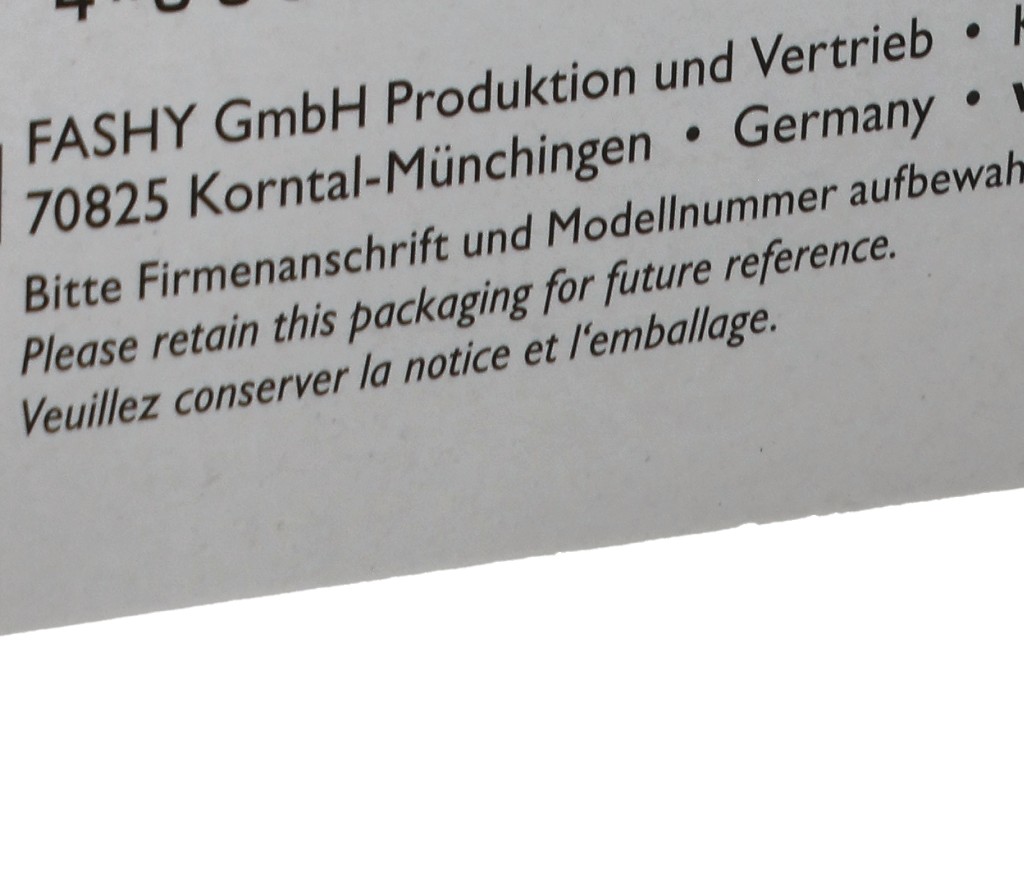 FASHY GmbH Produktion und Vertrieb •
70825 Korntal-Münchingen • Germany •
Bitte Firmenanschrift und Modellnummer
Please retain this packaging for future reference.
Veuillez conserver la notice et l‘emballage.